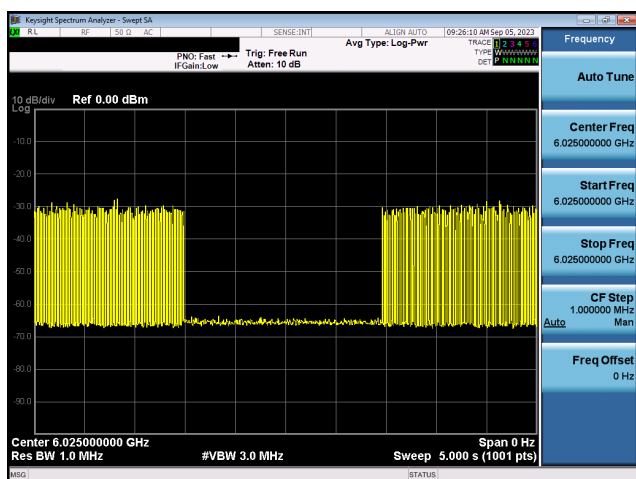 Keysight Spectrum Analyzer - Swept SA
RL RF 50 Ω AC SENSE:INT ALIGN AUTO 09:26:10 AM Sep 05, 2023
Frequency
Avg Type: Log-Pwr
TRACE 1 2 3 4 5 6
TYPE W
DET P N N N N N
PNO: Fast
IFGain:Low
Trig: Free Run
Atten: 10 dB
10 dB/div Ref 0.00 dBm
Log
-10.0
-20.0
-30.0
-40.0
-50.0
-60.0
-70.0
-80.0
-90.0
Center 6.025000000 GHz Span 0 Hz
Res BW 1.0 MHz #VBW 3.0 MHz Sweep 5.000 s (1001 pts)
MSG STATUS
Auto Tune
Center Freq
6.025000000 GHz
Start Freq
6.025000000 GHz
Stop Freq
6.025000000 GHz
CF Step
1.000000 MHz
Auto Man
Freq Offset
0 Hz